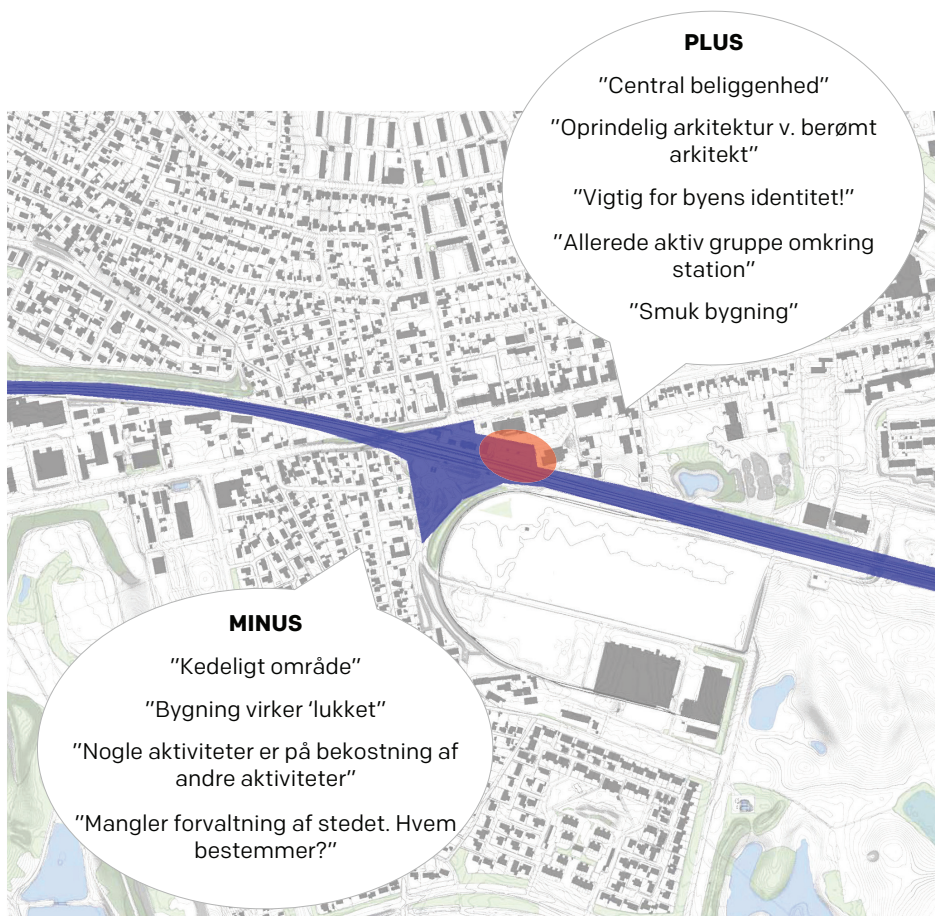 PLUS
”Central beliggenhed”
”Oprindelig arkitektur v. berømt
arkitekt”
”Vigtig for byens identitet!”
”Allerede aktiv gruppe omkring
station”
”Smuk bygning”
MINUS
”Kedeligt område”
”Bygning virker ‘lukket”
”Nogle aktiviteter er på bekostning af
andre aktiviteter”
”Mangler forvaltning af stedet. Hvem
bestemmer?”